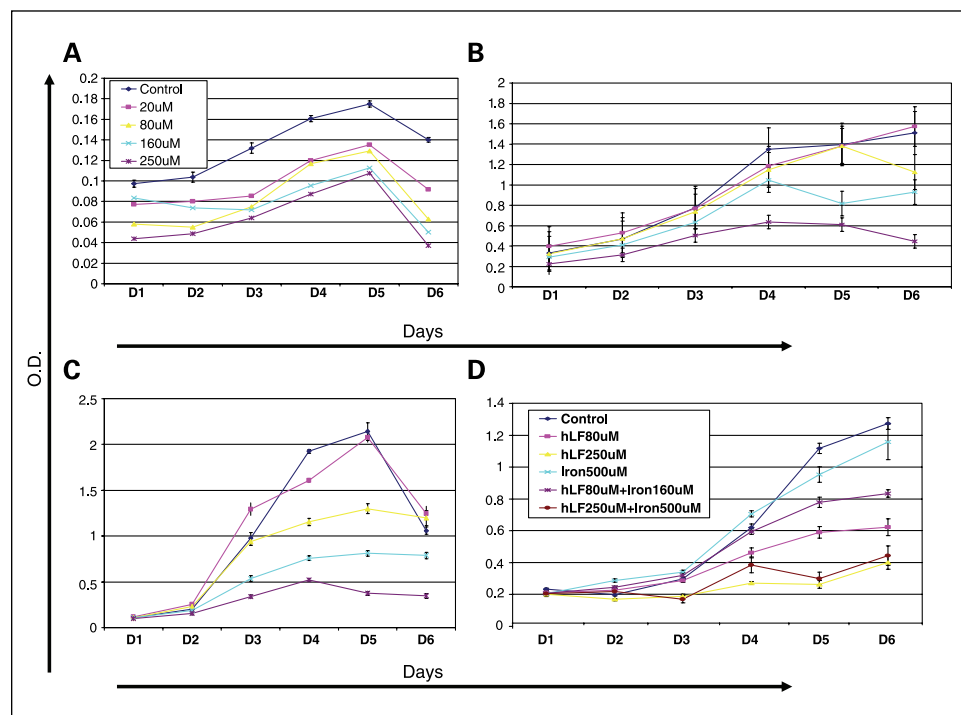 A
0.2
0.18
0.16
0.14
0.12
0.1
0.08
0.06
0.04
0.02
0
Control
20uM
80uM
160uM
250uM
D1 D2 D3 D4 D5 D6
B
2
1.8
1.6
1.4
1.2
1
0.8
0.6
0.4
0.2
0
D1 D2 D3 D4 D5 D6
Days
O.D.
C
2.5
2
1.5
1
0.5
0
D1 D2 D3 D4 D5 D6
D
1.4
1.2
1
0.8
0.6
0.4
0.2
0
Control
hLF80uM
hLF250uM
Iron500uM
hLF80uM+Iron160uM
hLF250uM+Iron500uM
D1 D2 D3 D4 D5 D6
Days